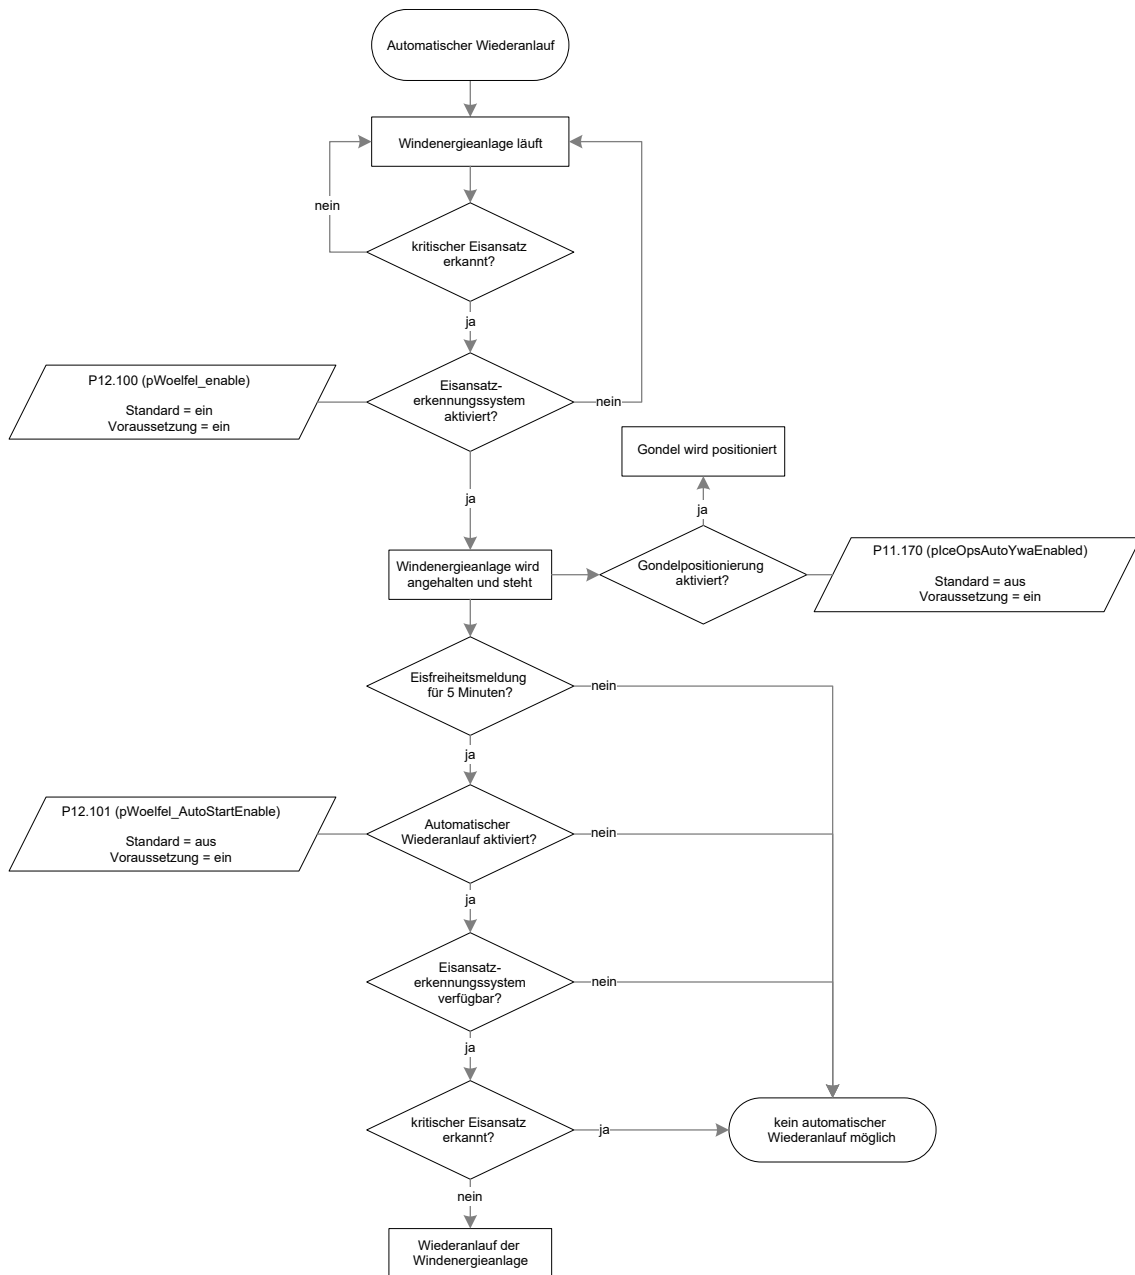 Automatischer Wiederanlauf
Windenergieanlage läuft
nein
kritischer Eisansatz
erkannt?
ja
P12.100 (pWoelfel_enable)
Standard = ein
Voraussetzung = ein
Eisansatz-
erkennungssystem
aktiviert?
nein
Gondel wird positioniert
ja
ja
Windenergieanlage wird
angehalten und steht
Gondelpositionierung
aktiviert?
P11.170 (pIceOpsAutoYwaEnabled)
Standard = aus
Voraussetzung = ein
Eisfreiheitsmeldung
für 5 Minuten?
nein
ja
P12.101 (pWoelfel_AutoStartEnable)
Standard = aus
Voraussetzung = ein
Automatischer
Wiederanlauf aktiviert?
nein
ja
Eisansatz-
erkennungssystem
verfügbar?
nein
ja
kritischer Eisansatz
erkannt?
ja
kein automatischer
Wiederanlauf möglich
nein
Wiederanlauf der
Windenergieanlage